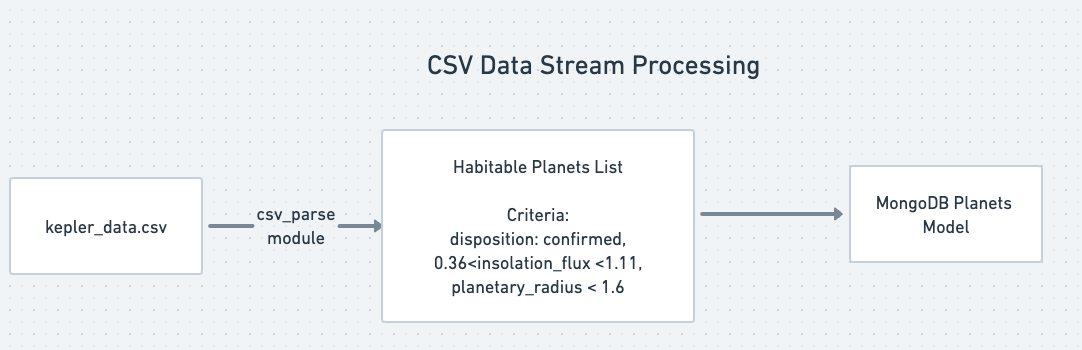 CSV Data Stream Processing
kepler_data.csv
csv_parse
module
Habitable Planets List
Criteria:
disposition: confirmed,
0.36<insolation_flux <1.11,
planetary_radius < 1.6
MongoDB Planets
Model